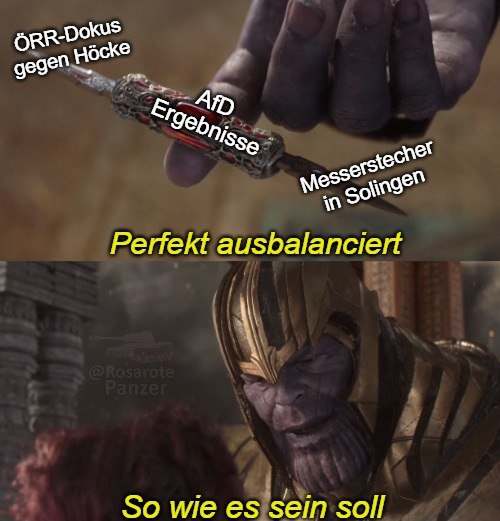 ÖRR-Dokus
gegen Höcke
AfD
Ergebnisse
Messerstecher
in Solingen
Perfekt ausbalanciert
@Rosarote
Panzer
So wie es sein soll